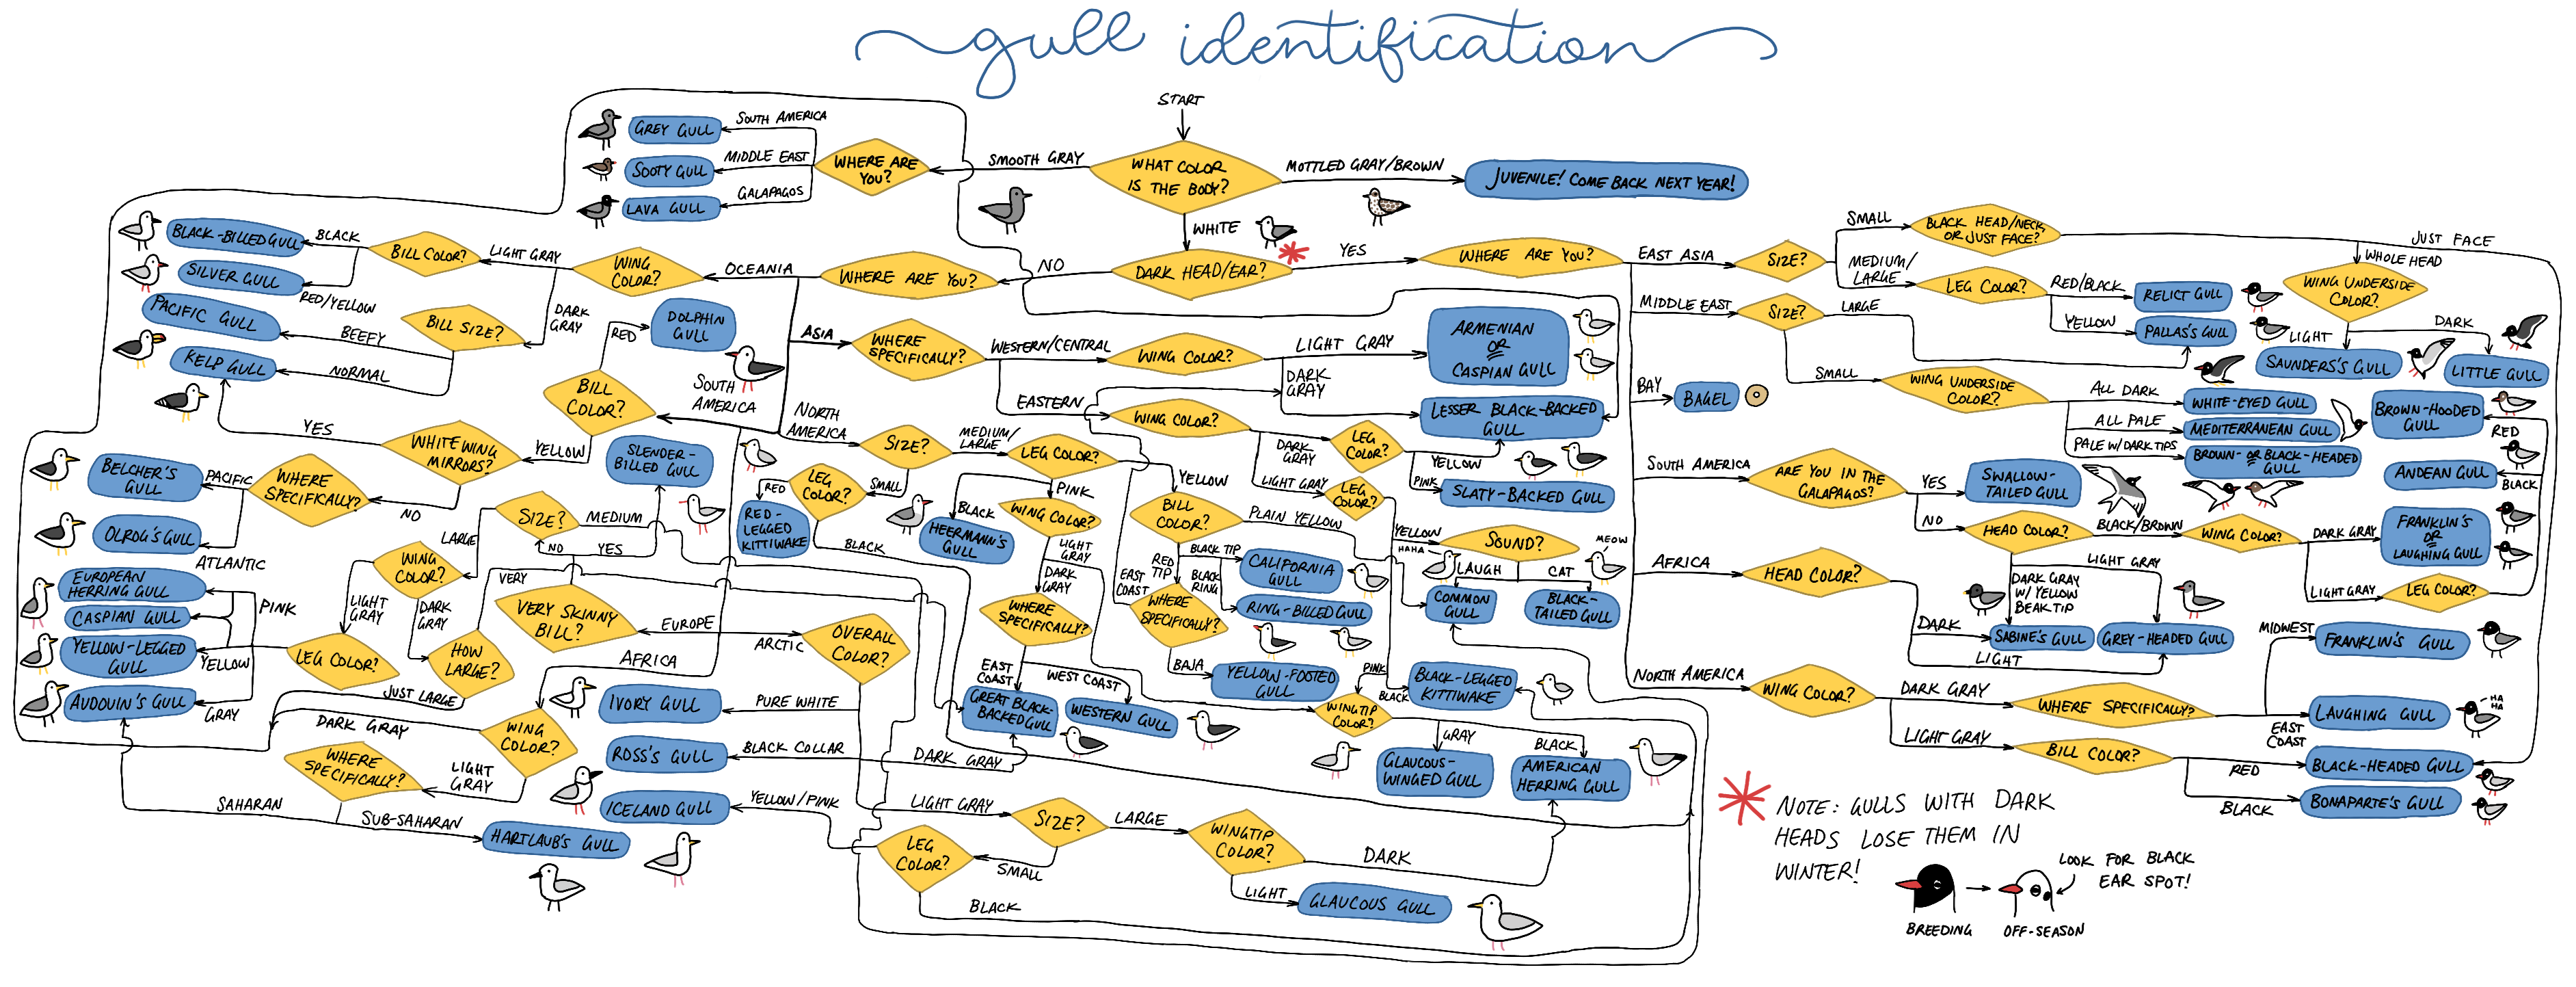 gull identification
START
WHAT COLOR
IS THE BODY?
SMOOTH GRAY
MOTTLED GRAY/BROWN
JUVENILE! COME BACK NEXT YEAR!
WHERE ARE
YOU?
SOUTH AMERICA
GREY GULL
MIDDLE EAST
SOOTY GULL
GALAPAGOS
LAVA GULL
WHITE
DARK HEAD/EAR?
NO
YES
WHERE ARE YOU?
OCEANIA
WING
COLOR?
LIGHT GRAY
BILL COLOR?
BLACK
BLACK-BILLED GULL
RED/YELLOW
SILVER GULL
DARK
GRAY
BILL SIZE?
BEEFY
PACIFIC GULL
NORMAL
KELP GULL
ASIA
WHERE
SPECIFICALLY?
WESTERN/CENTRAL
WING COLOR?
LIGHT GRAY
ARMENIAN
OR
CASPIAN GULL
DARK
GRAY
LESSER BLACK-BACKED
GULL
EASTERN
WING COLOR?
DARK
GRAY
LEG
COLOR?
YELLOW
PINK
SLATY-BACKED GULL
LIGHT GRAY
LEG
COLOR?
YELLOW
SOUND?
HAHA
MEOW
LAUGH
CAT
COMMON
GULL
BLACK-
TAILED GULL
PINK
BLACK
BLACK-LEGGED
KITTIWAKE
WINGTIP
COLOR?
GRAY
GLAUCOUS-
WINGED GULL
BLACK
AMERICAN
HERRING GULL
SOUTH
AMERICA
BILL
COLOR?
RED
DOLPHIN
GULL
YELLOW
WHITE WING
MIRRORS?
YES
NO
WHERE
SPECIFICALLY?
PACIFIC
BELCHER'S
GULL
ATLANTIC
OLROG'S GULL
NORTH
AMERICA
SIZE?
MEDIUM/
LARGE
LEG COLOR?
SMALL
LEG
COLOR?
RED
RED-
LEGGED
KITTIWAKE
BLACK
BLACK
HEERMANN'S
GULL
PINK
WING COLOR?
LIGHT
GRAY
DARK
GRAY
WHERE
SPECIFICALLY?
EAST
COAST
GREAT BLACK-
BACKED GULL
WEST COAST
WESTERN GULL
YELLOW
BILL
COLOR?
PLAIN YELLOW
BLACK TIP
CALIFORNIA
GULL
BLACK
RING
RING-BILLED GULL
RED
TIP
WHERE
SPECIFICALLY?
EAST
COAST
BAJA
YELLOW-FOOTED
GULL
SLENDER-
BILLED GULL
SIZE?
MEDIUM
LARGE
NO
YES
VERY
VERY SKINNY
BILL?
EUROPE
ARCTIC
OVERALL
COLOR?
WING
COLOR?
LIGHT
GRAY
DARK
GRAY
HOW
LARGE?
JUST LARGE
LEG COLOR?
PINK
EUROPEAN
HERRING GULL
CASPIAN GULL
YELLOW
YELLOW-LEGGED
GULL
GRAY
AUDOUIN'S GULL
AFRICA
WING
COLOR?
DARK GRAY
LIGHT
GRAY
WHERE
SPECIFICALLY?
SAHARAN
SUB-SAHARAN
HARTLAUB'S GULL
PURE WHITE
IVORY GULL
BLACK COLLAR
ROSS'S GULL
DARK GRAY
YELLOW/PINK
ICELAND GULL
LIGHT GRAY
SIZE?
LARGE
SMALL
LEG
COLOR?
BLACK
WINGTIP
COLOR?
DARK
LIGHT
GLAUCOUS GULL
WHERE ARE YOU?
EAST ASIA
SIZE?
SMALL
BLACK HEAD/NECK,
OR JUST FACE?
JUST FACE
WHOLE HEAD
WING UNDERSIDE
COLOR?
LIGHT
SAUNDERS'S GULL
DARK
LITTLE GULL
MEDIUM/
LARGE
LEG COLOR?
RED/BLACK
RELICT GULL
YELLOW
PALLAS'S GULL
MIDDLE EAST
SIZE?
LARGE
SMALL
WING UNDERSIDE
COLOR?
ALL DARK
WHITE-EYED GULL
ALL PALE
MEDITERRANEAN GULL
PALE W/DARK TIPS
BROWN- OR BLACK-HEADED
GULL
BAY
BAGEL
SOUTH AMERICA
ARE YOU IN THE
GALAPAGOS?
YES
SWALLOW-
TAILED GULL
NO
HEAD COLOR?
BLACK/BROWN
WING COLOR?
DARK GRAY
FRANKLIN'S
OR
LAUGHING GULL
LIGHT GRAY
LEG COLOR?
RED
BROWN-HOODED
GULL
BLACK
ANDEAN GULL
DARK GRAY
W/ YELLOW
BEAK TIP
SABINE'S GULL
LIGHT GRAY
GREY-HEADED GULL
AFRICA
HEAD COLOR?
DARK
LIGHT
NORTH AMERICA
WING COLOR?
DARK GRAY
WHERE SPECIFICALLY?
MIDWEST
FRANKLIN'S GULL
EAST
COAST
LAUGHING GULL
HA
HA
LIGHT GRAY
BILL COLOR?
RED
BLACK-HEADED GULL
BLACK
BONAPARTE'S GULL
NOTE: GULLS WITH DARK
HEADS LOSE THEM IN
WINTER!
LOOK FOR BLACK
EAR SPOT!
BREEDING
OFF-SEASON